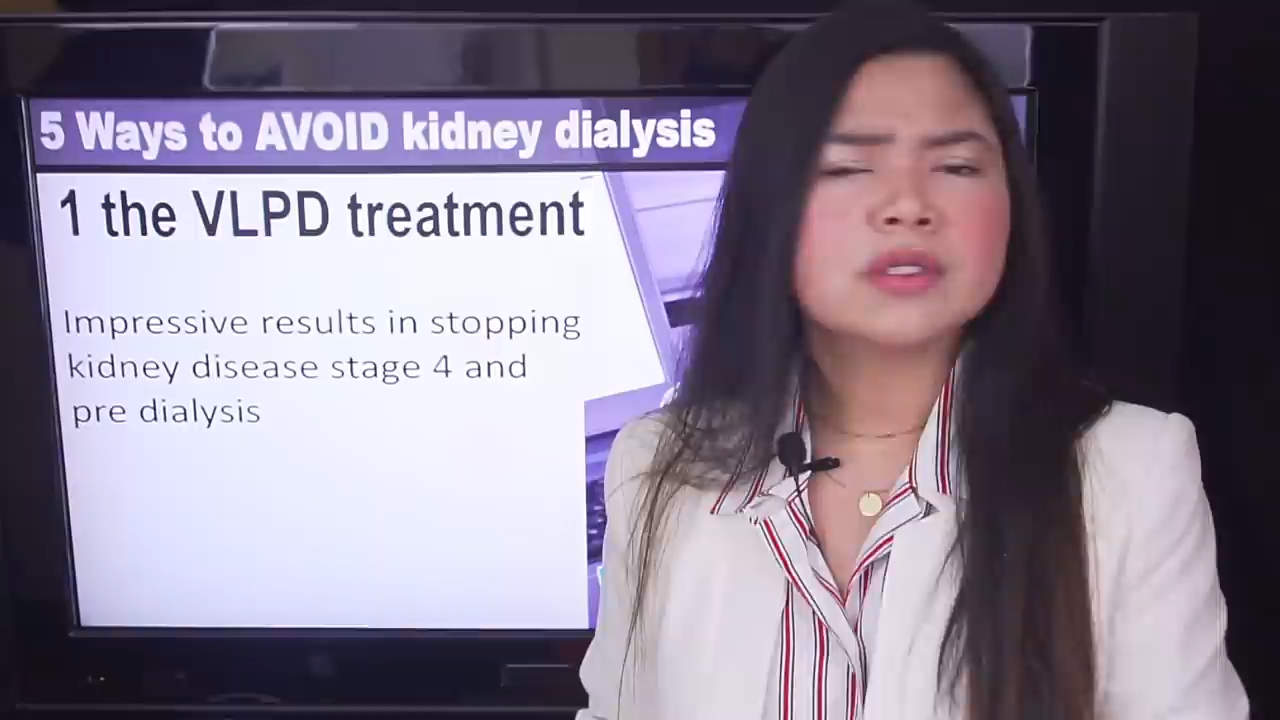 5 Ways to AVOID kidney dialysis
1 the VLPD treatment
Impressive results in stopping
kidney disease stage 4 and
pre dialysis